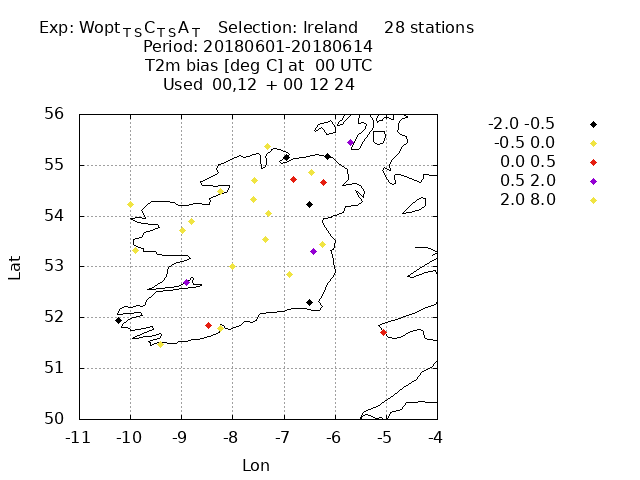 Exp: Wopt_TS C_TS A_T   Selection: Ireland     28 stations
Period: 20180601-20180614
T2m bias [deg C] at  00 UTC
Used  00,12  + 00 12 24
-2.0 -0.5
-0.5 0.0
0.0 0.5
0.5 2.0
2.0 8.0
56
55
54
53
52
51
50
Lat
-11 -10 -9 -8 -7 -6 -5 -4
Lon